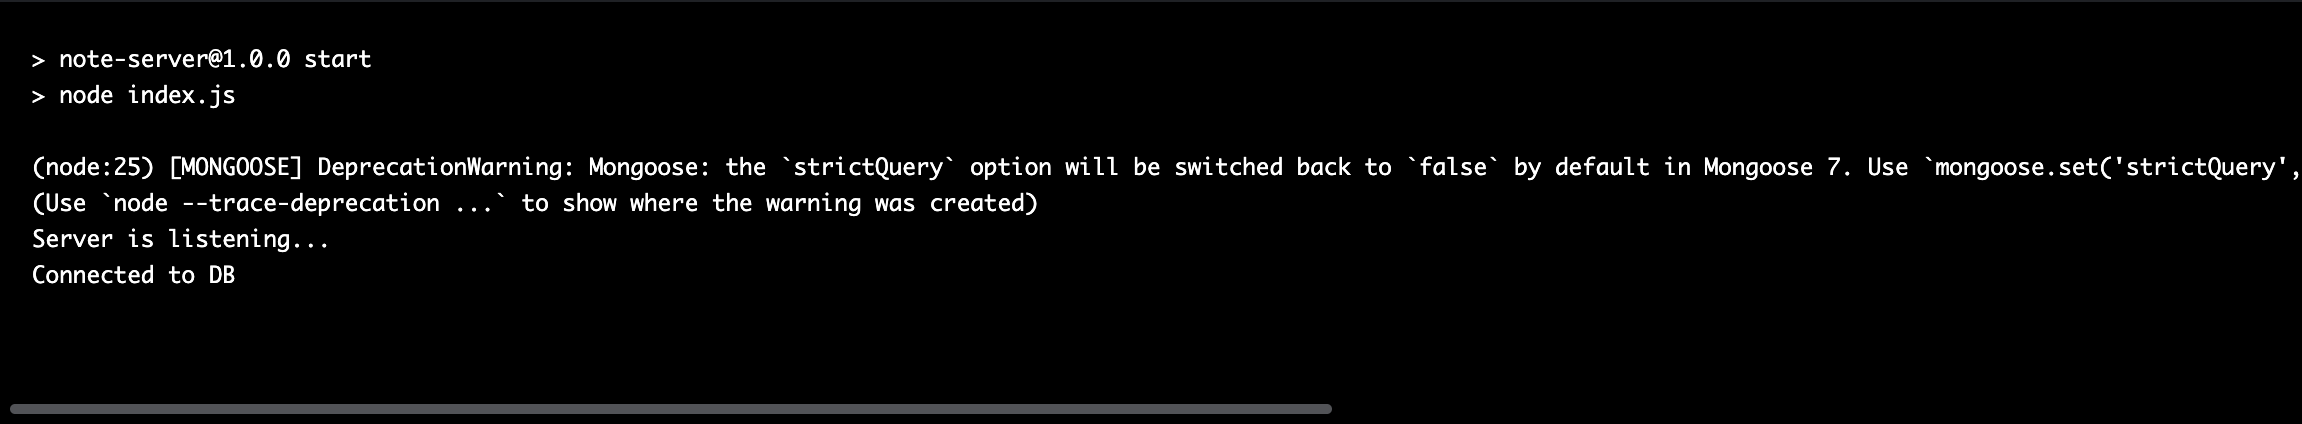 > note-server@1.0.0 start
> node index.js
(node:25) [MONGOOSE] DeprecationWarning: Mongoose: the `strictQuery` option will be switched back to `false` by default in Mongoose 7. Use `mongoose.set('strictQuery',
(Use `node --trace-deprecation ...` to show where the warning was created)
Server is listening...
Connected to DB